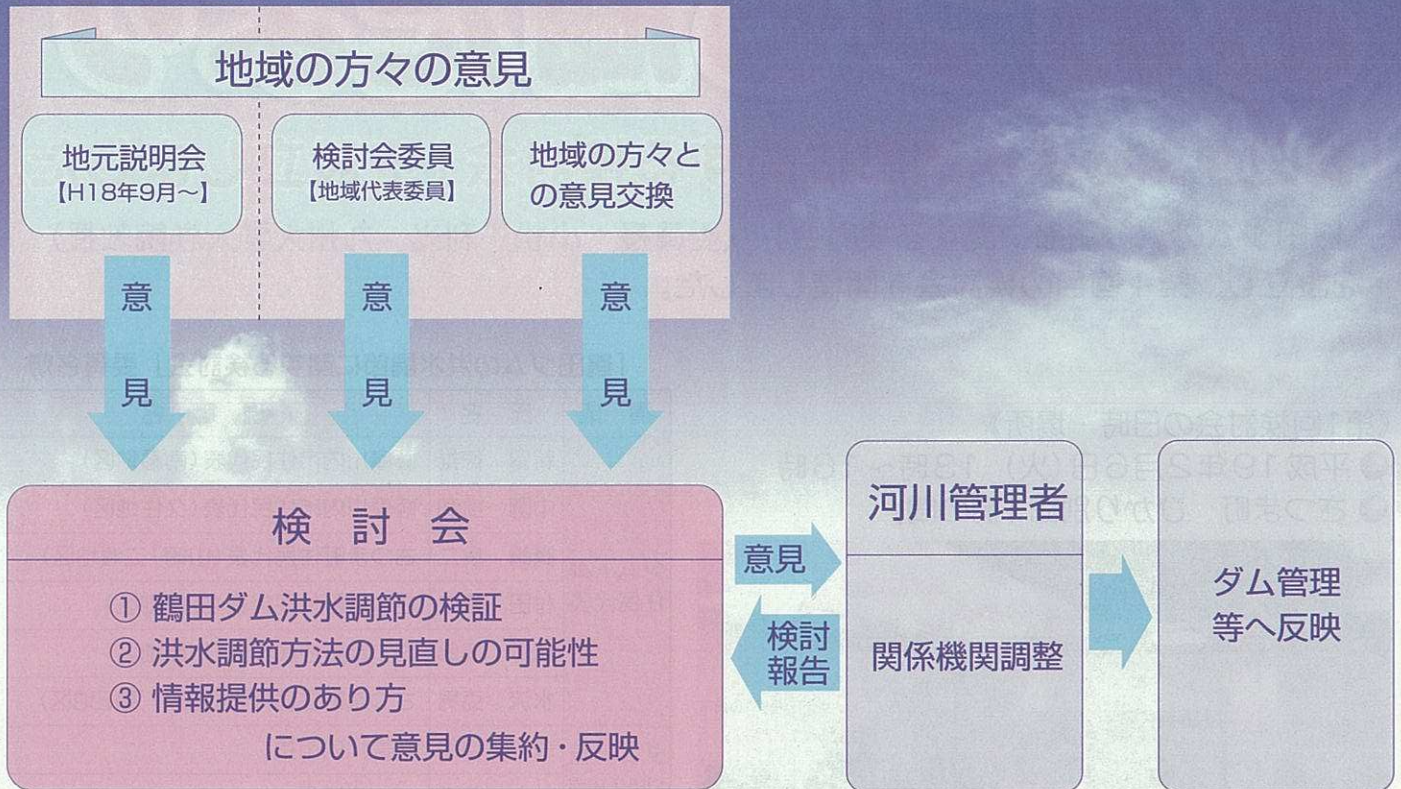 地域の方々の意見
地元説明会
【H18年9月～】
検討会委員
【地域代表委員】
地域の方々と
の意見交換
意見
意見
意見
検 討 会
① 鶴田ダム洪水調節の検証
② 洪水調節方法の見直しの可能性
③ 情報提供のあり方
について意見の集約・反映
意見
検討
報告
河川管理者
関係機関調整
ダム管理
等へ反映